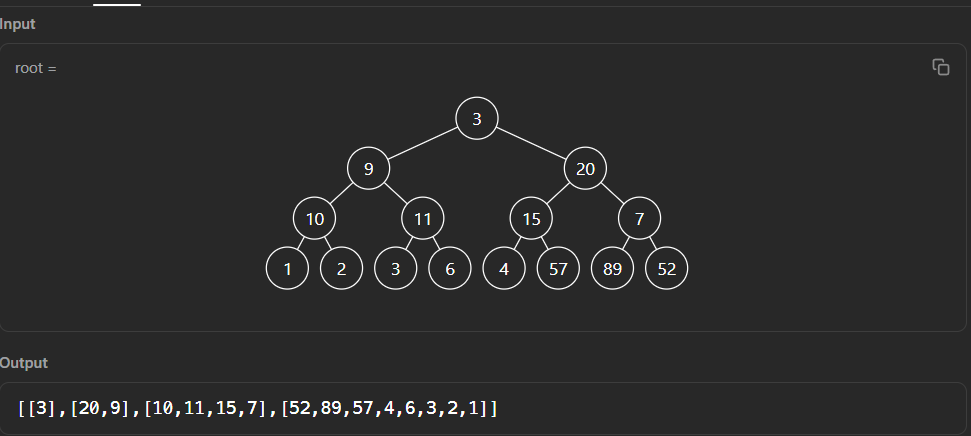 Input
root =
3
9 20
10 11 15 7
1 2 3 6 4 57 89 52
Output
[[3],[20,9],[10,11,15,7],[52,89,57,4,6,3,2,1]]